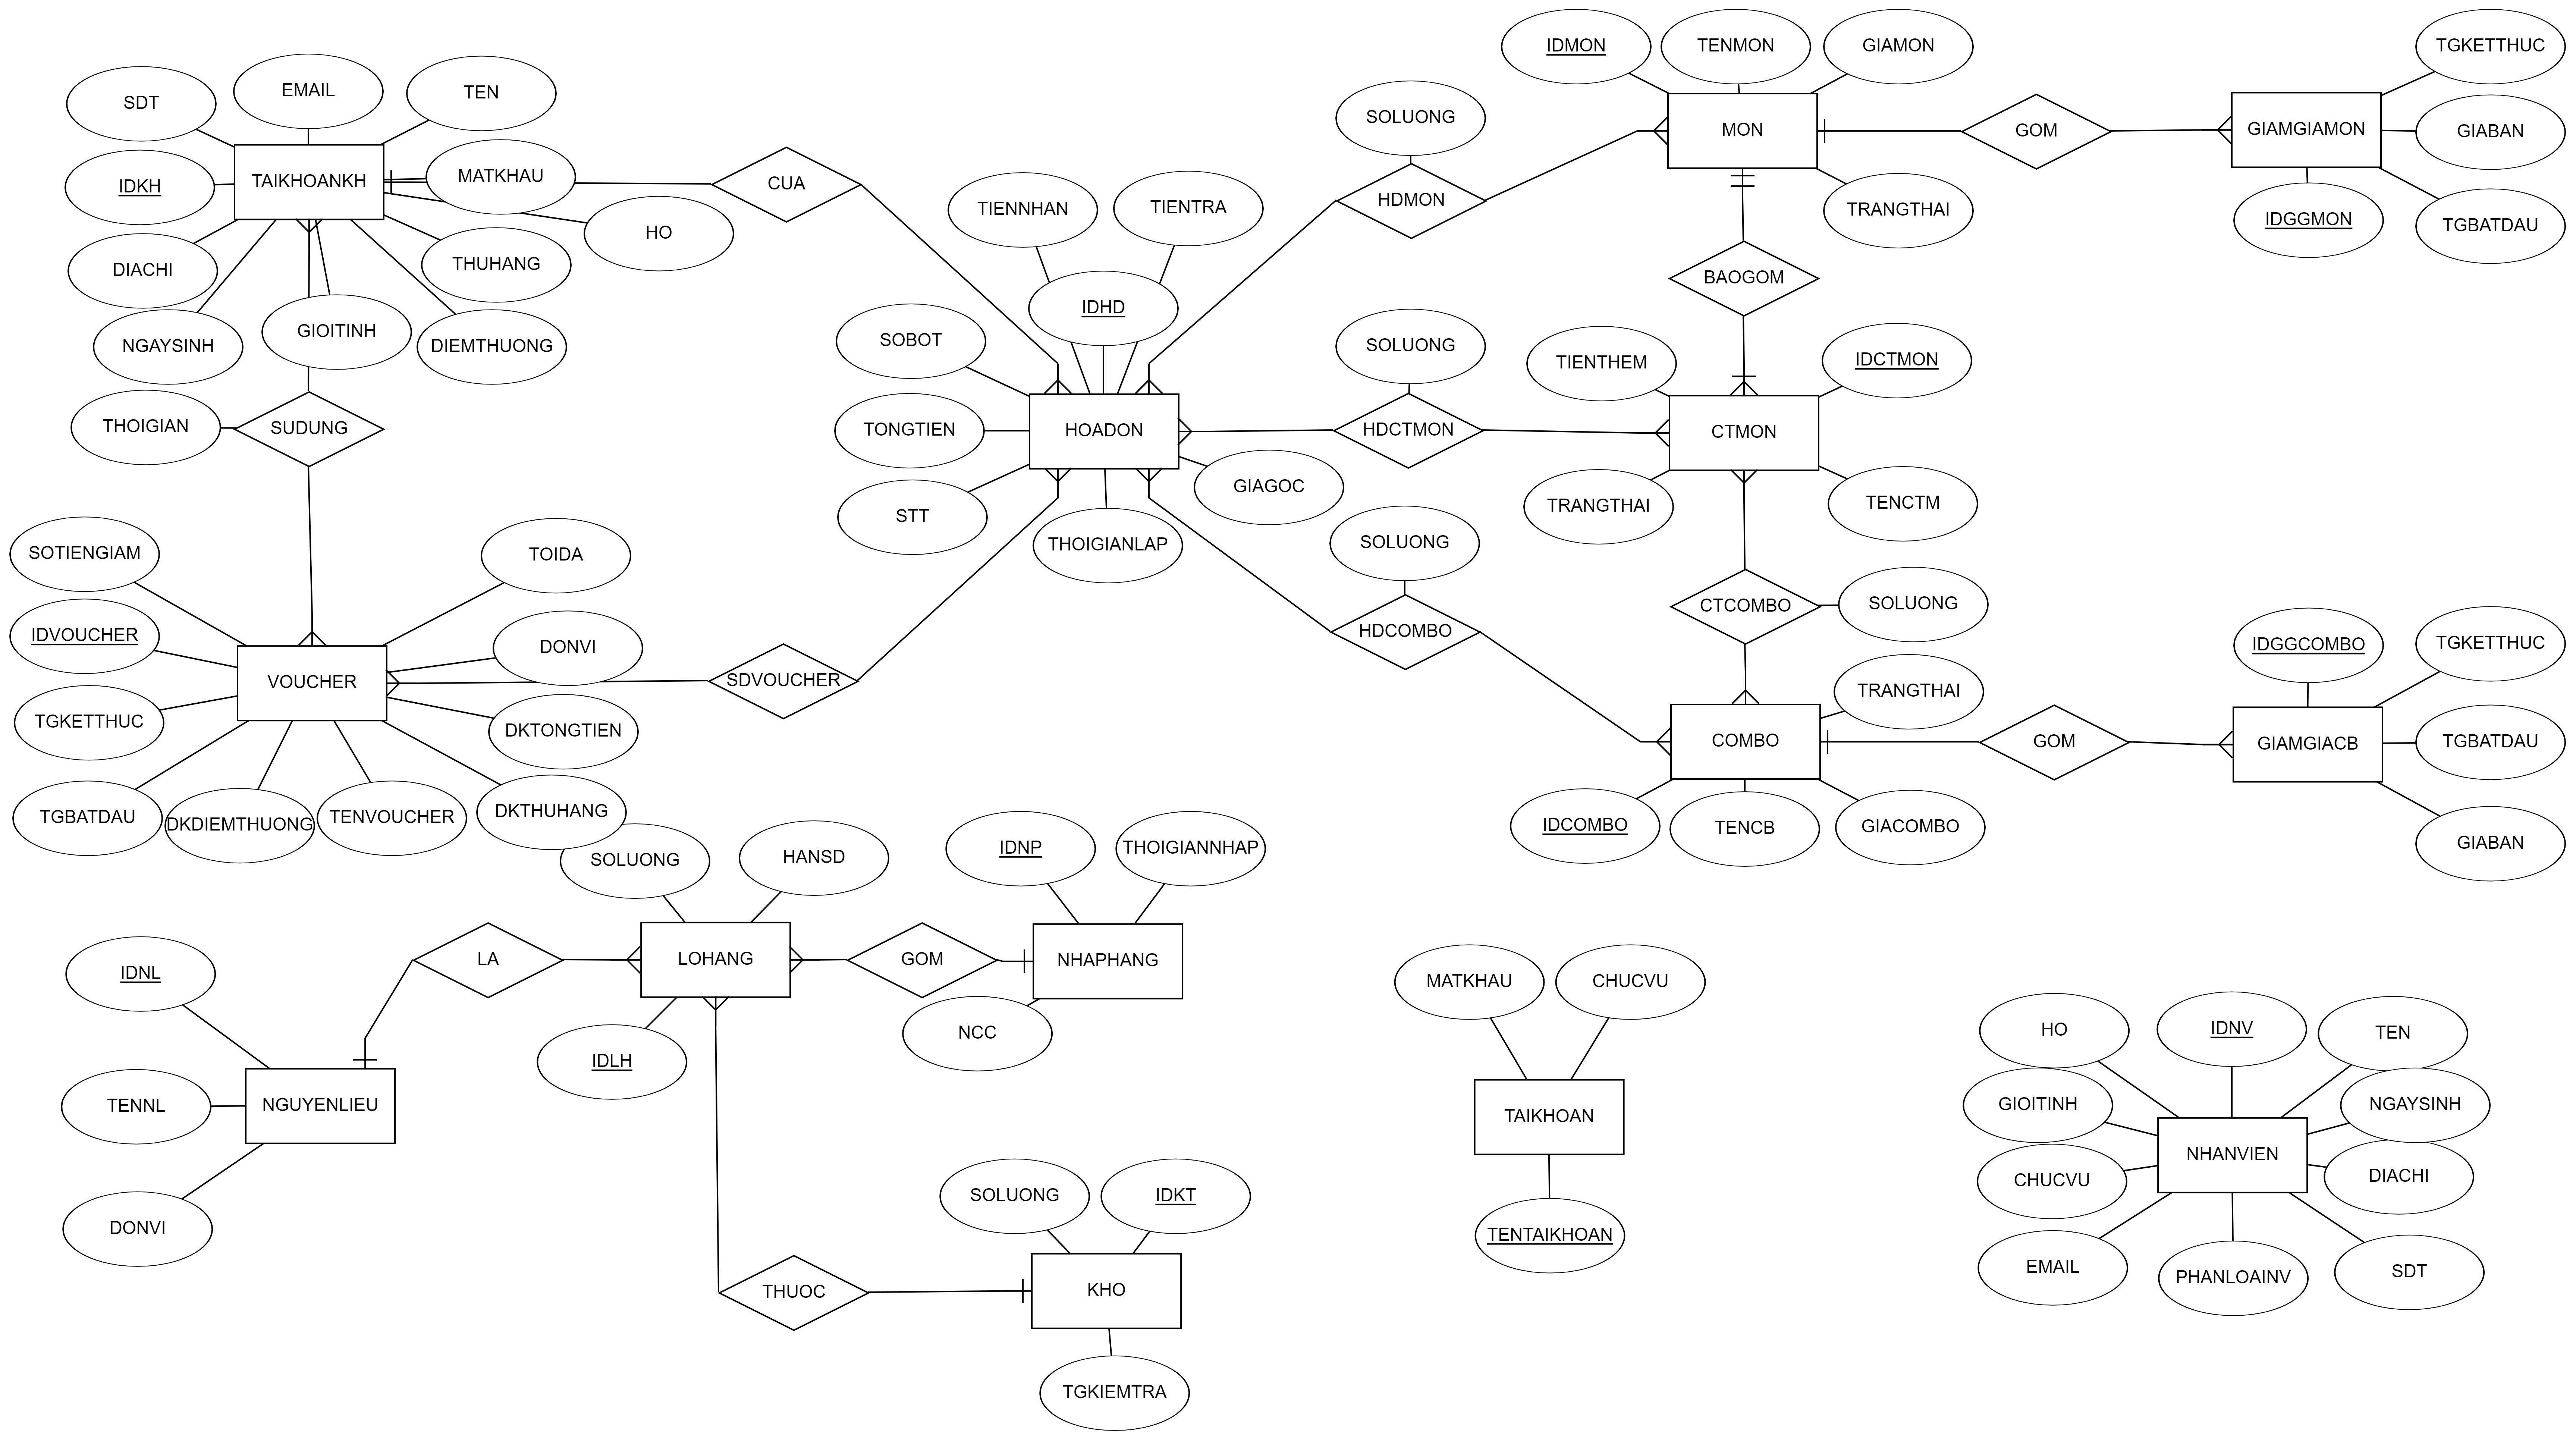 IDMON
TENMON
GIAMON
TGKETTHUC
SDT
EMAIL
TEN
SOLUONG
MON
GOM
GIAMGIAMON
GIABAN
IDKH
TAIKHOANKH
MATKHAU
CUA
TIENNHAN
TIENTRA
HDMON
TRANGTHAI
IDGGMON
TGBATDAU
HO
DIACHI
THUHANG
BAOGOM
IDHD
NGAYSINH
GIOITINH
DIEMTHUONG
SOBOT
SOLUONG
TIENTHEM
IDCTMON
THOIGIAN
SUDUNG
TONGTIEN
HOADON
HDCTMON
CTMON
STT
GIAGOC
TRANGTHAI
TENCTM
THOIGIANLAP
SOLUONG
SOTIENGIAM
TOIDA
CTCOMBO
SOLUONG
IDVOUCHER
DONVI
HDCOMBO
IDGGCOMBO
TGKETTHUC
VOUCHER
SDVOUCHER
TRANGTHAI
TGKETTHUC
DKTONGTIEN
COMBO
GOM
GIAMGIACB
TGBATDAU
TGBATDAU
DKDIEMTHUONG
TENVOUCHER
DKTHUHANG
IDCOMBO
TENCB
GIACOMBO
GIABAN
SOLUONG
HANSD
IDNP
THOIGIANNHAP
IDNL
LA
LOHANG
GOM
NHAPHANG
MATKHAU
CHUCVU
IDLH
NCC
HO
IDNV
TEN
TENNL
NGUYENLIEU
TAIKHOAN
GIOITINH
NGAYSINH
NHANVIEN
CHUCVU
DIACHI
DONVI
SOLUONG
IDKT
TENTAIKHOAN
EMAIL
PHANLOAINV
SDT
THUOC
KHO
TGKIEMTRA